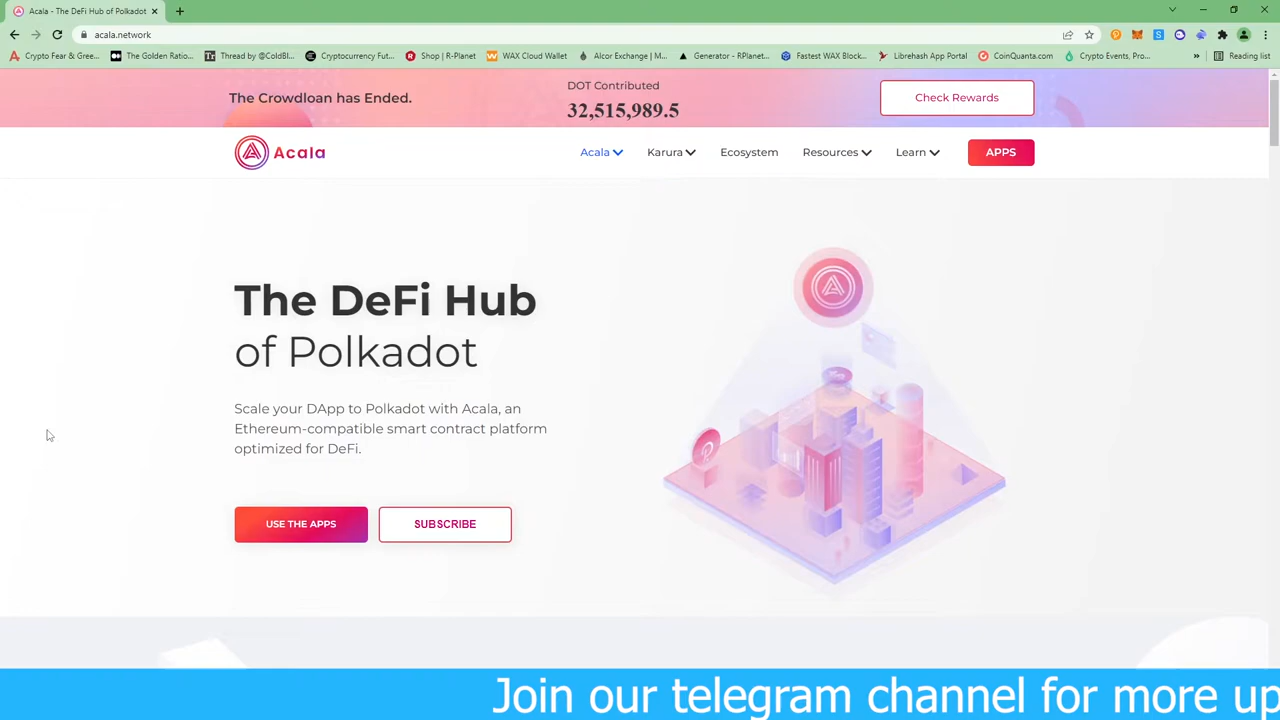 Acala - The DeFi Hub of Polkadot
acala.network
Crypto Fear & Gree...
The Golden Ratio...
Thread by @ColdBl...
Cryptocurrency Fut...
Shop | R-Planet
WAX Cloud Wallet
Alcor Exchange | M...
Generator - RPlanet...
Fastest WAX Block...
Librehash App Portal
CoinQuanta.com
Crypto Events, Pro...
»
Reading list
The Crowdloan has Ended.
DOT Contributed
32,515,989.5
Check Rewards
Acala
Acala
Karura
Ecosystem
Resources
Learn
APPS
The DeFi Hub
of Polkadot
Scale your DApp to Polkadot with Acala, an
Ethereum-compatible smart contract platform
optimized for DeFi.
USE THE APPS
SUBSCRIBE
Join our telegram channel for more up